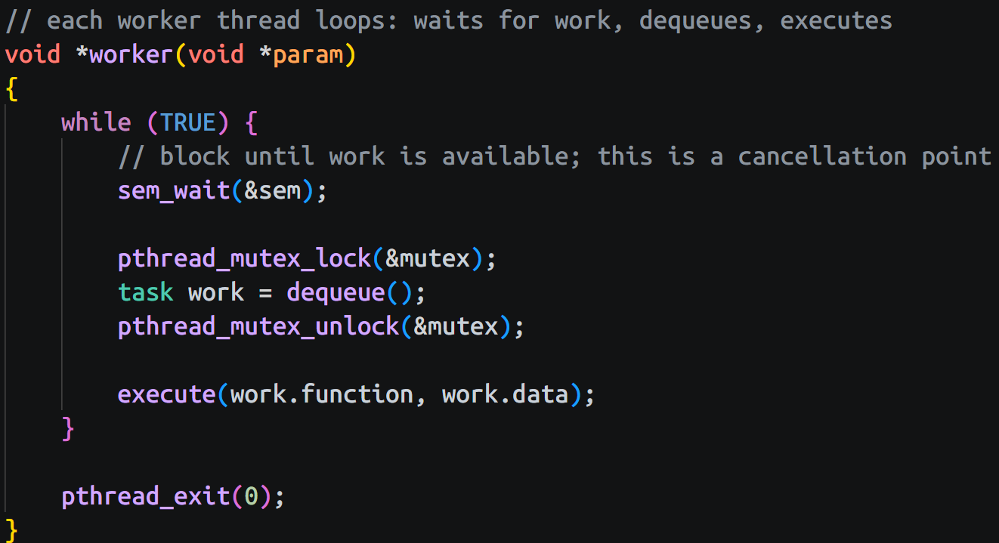 // each worker thread loops: waits for work, dequeues, executes
void *worker(void *param)
{
    while (TRUE) {
        // block until work is available; this is a cancellation point
        sem_wait(&sem);

        pthread_mutex_lock(&mutex);
        task work = dequeue();
        pthread_mutex_unlock(&mutex);

        execute(work.function, work.data);
    }

    pthread_exit(0);
}